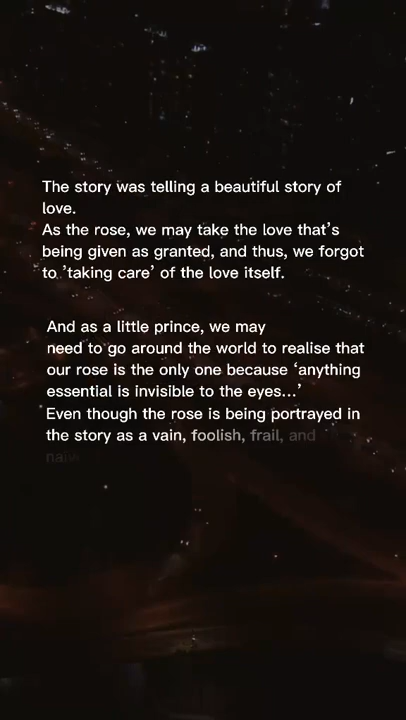 The story was telling a beautiful story of
love.
As the rose, we may take the love that's
being given as granted, and thus, we forgot
to 'taking care' of the love itself.
And as a little prince, we may
need to go around the world to realise that
our rose is the only one because 'anything
essential is invisible to the eyes...'
Even though the rose is being portrayed in
the story as a vain, foolish, frail, and